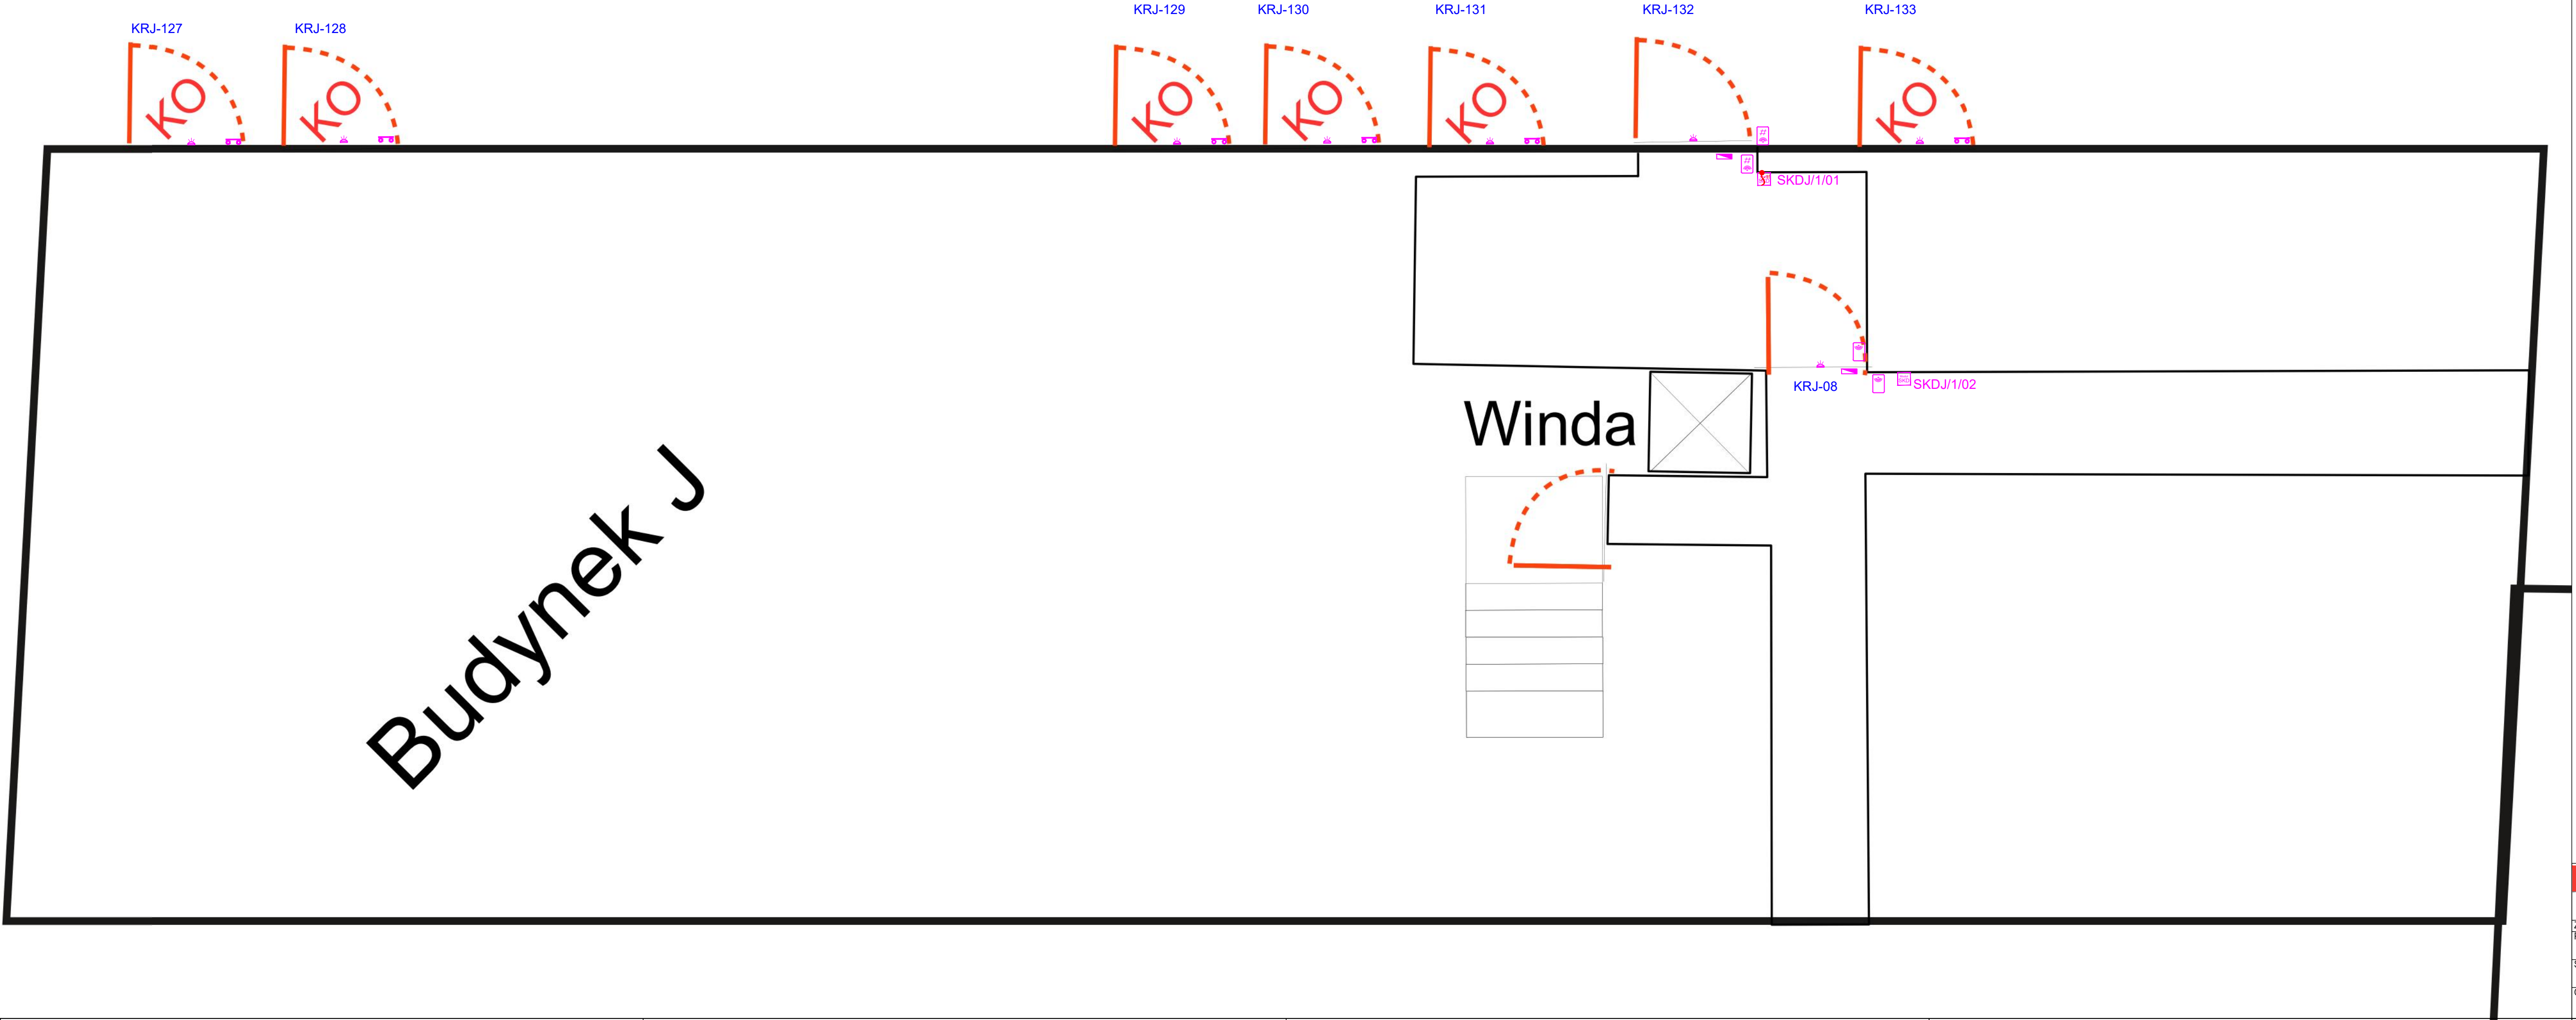 KRJ-127
KRJ-128
KRJ-129
KRJ-130
KRJ-131
KRJ-132
KRJ-133
KO
KO
KO
KO
KO
KO
SKDJ/1/01
KRJ-08
SKDJ/1/02
Winda
Budynek J